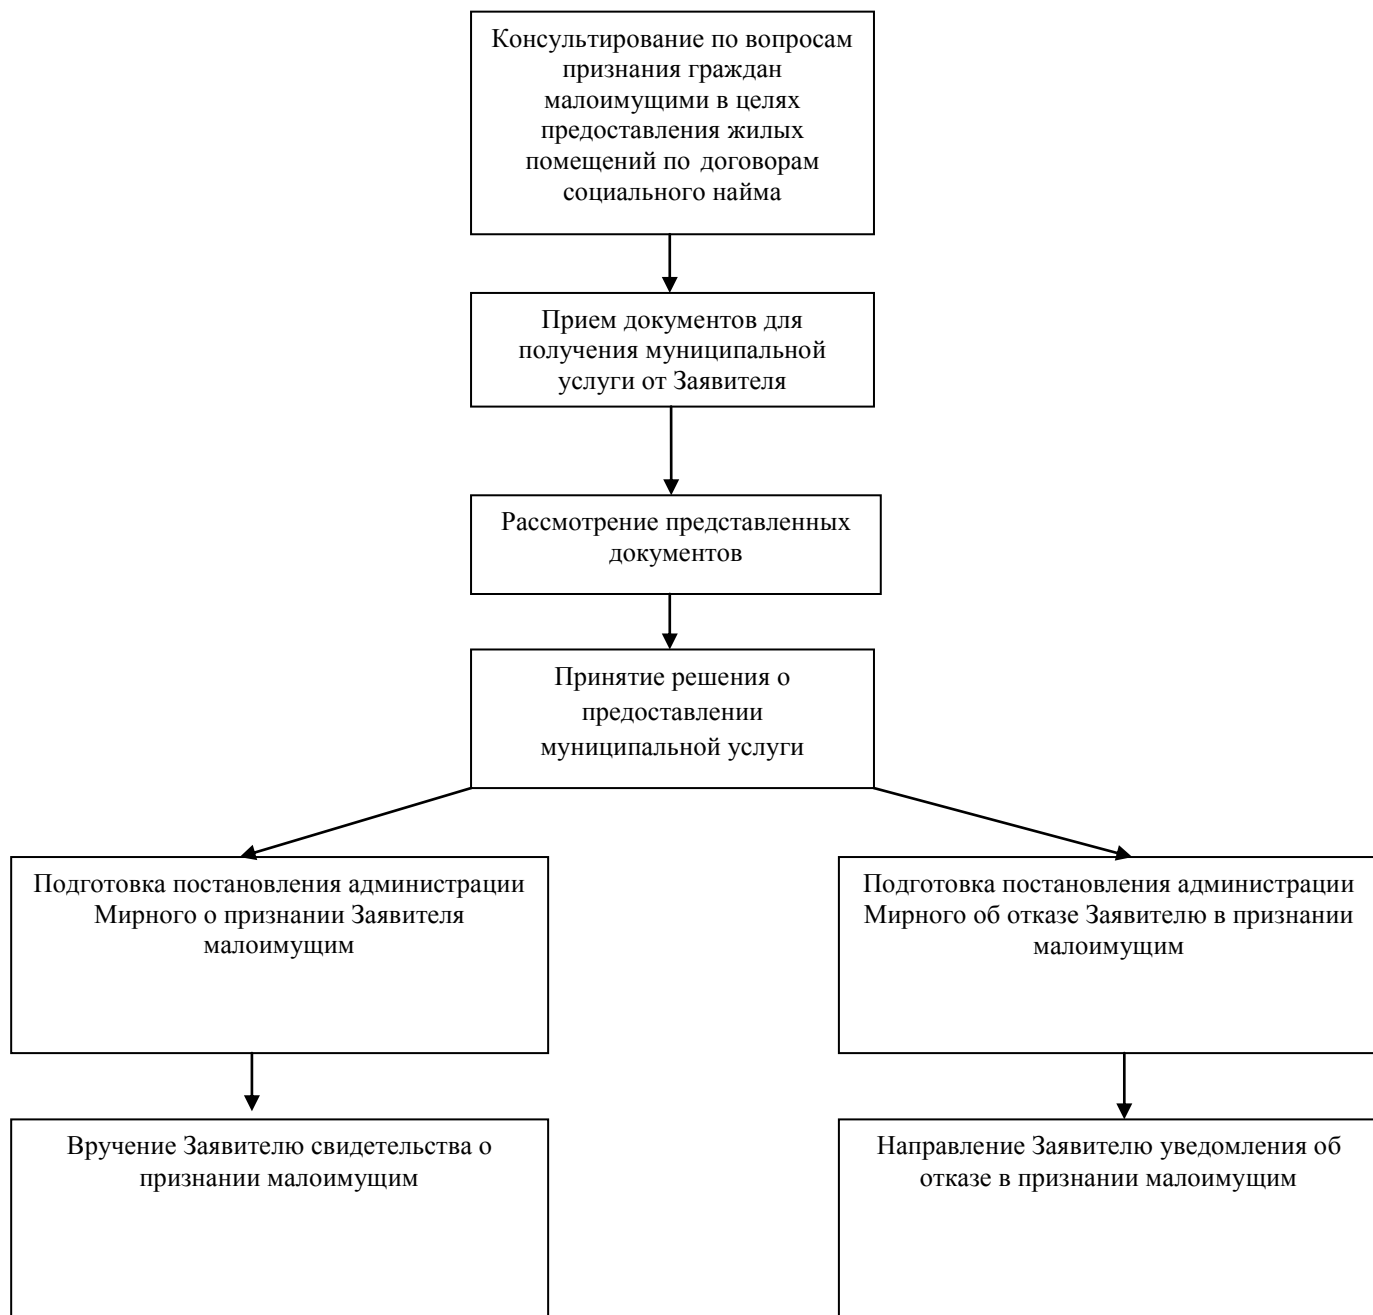 Консультирование по вопросам
признания граждан
малоимущими в целях
предоставления жилых
помещений по договорам
социального найма
Прием документов для
получения муниципальной
услуги от Заявителя
Рассмотрение представленных
документов
Принятие решения о
предоставлении
муниципальной услуги
Подготовка постановления администрации
Мирного о признании Заявителя
малоимущим
Подготовка постановления администрации
Мирного об отказе Заявителю в признании
малоимущим
Вручение Заявителю свидетельства о
признании малоимущим
Направление Заявителю уведомления об
отказе в признании малоимущим